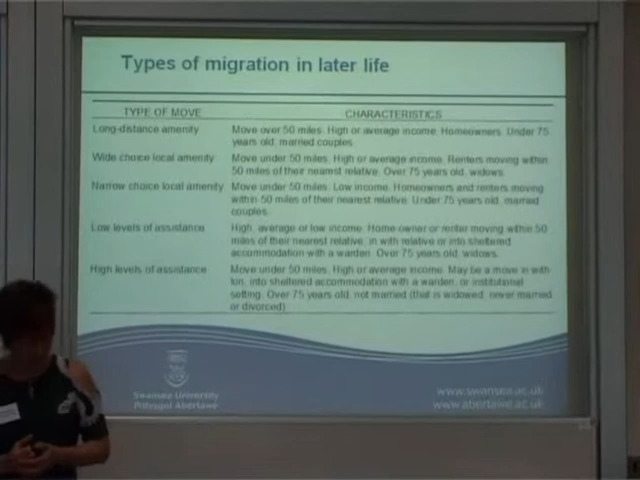 Types of migration in later life
TYPE OF MOVE
CHARACTERISTICS
Long-distance amenity
Move over 50 miles. High or average income. Homeowners. Under 75
years old, married couples.
Wide choice local amenity
Move under 50 miles. High or average income. Renters moving within
50 miles of their nearest relative. Over 75 years old, widows.
Narrow choice local amenity
Move under 50 miles. Low income. Homeowners and renters moving
within 50 miles of their nearest relative. Under 75 years old, married
couples.
Low levels of assistance
High, average or low income. Home owner or renter moving within 50
miles of their nearest relative, in with relative or into sheltered
accommodation with a warden. Over 75 years old, widows.
High levels of assistance
Move under 50 miles. High or average income. May be a move in with
kin, into sheltered accommodation with a warden, or institutional
setting. Over 75 years old, not married (that is widowed, never married
or divorced)
Swansea University
Prifysgol Abertawe
www.swansea.ac.uk
www.abertawe.ac.uk